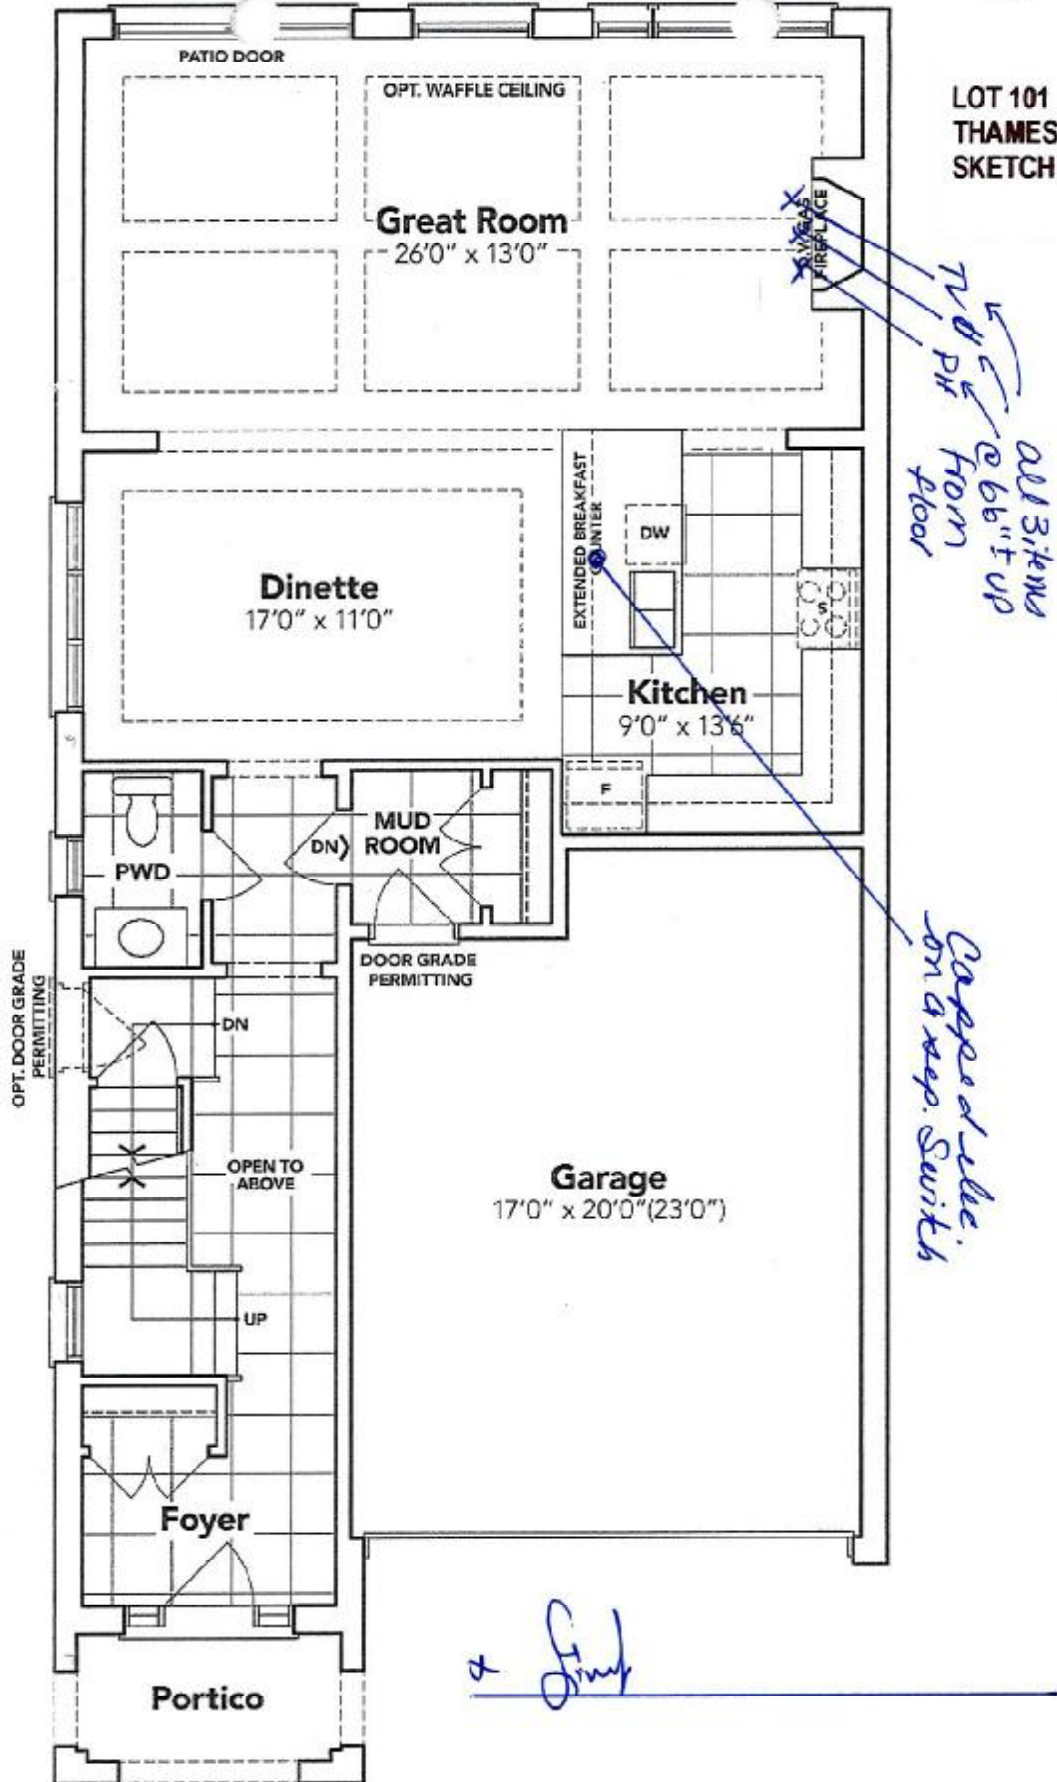 LOT 101
THAMES
SKETCH
PATIO DOOR
OPT. WAFFLE CEILING
Great Room
26'0" x 13'0"
GAS
FIREPLACE
TV
PH
all 3 items
@ 66" ± up
from
floor
EXTENDED BREAKFAST
COUNTER
DW
S
Dinette
17'0" x 11'0"
Kitchen
9'0" x 13'6"
F
MUD
ROOM
DN
PWD
DOOR GRADE
PERMITTING
OPT. DOOR GRADE
PERMITTING
DN
Capped elec.
on a sep. Switch
OPEN TO
ABOVE
Garage
17'0" x 20'0"(23'0")
UP
Foyer
Portico
x